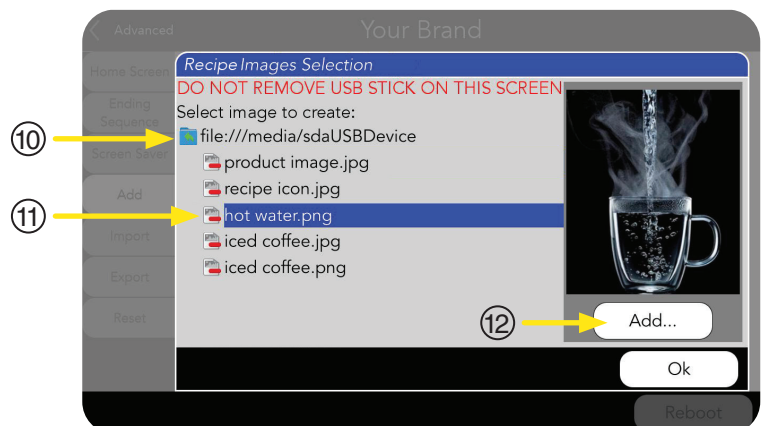 Advanced
Your Brand
Home Screen
Ending
Sequence
Screen Saver
Add
Import
Export
Reset
Recipe Images Selection
DO NOT REMOVE USB STICK ON THIS SCREEN
Select image to create:
⑩
file:///media/sdaUSBDevice
product image.jpg
recipe icon.jpg
⑪
hot water.png
iced coffee.jpg
iced coffee.png
⑫
Add...
Ok
Reboot